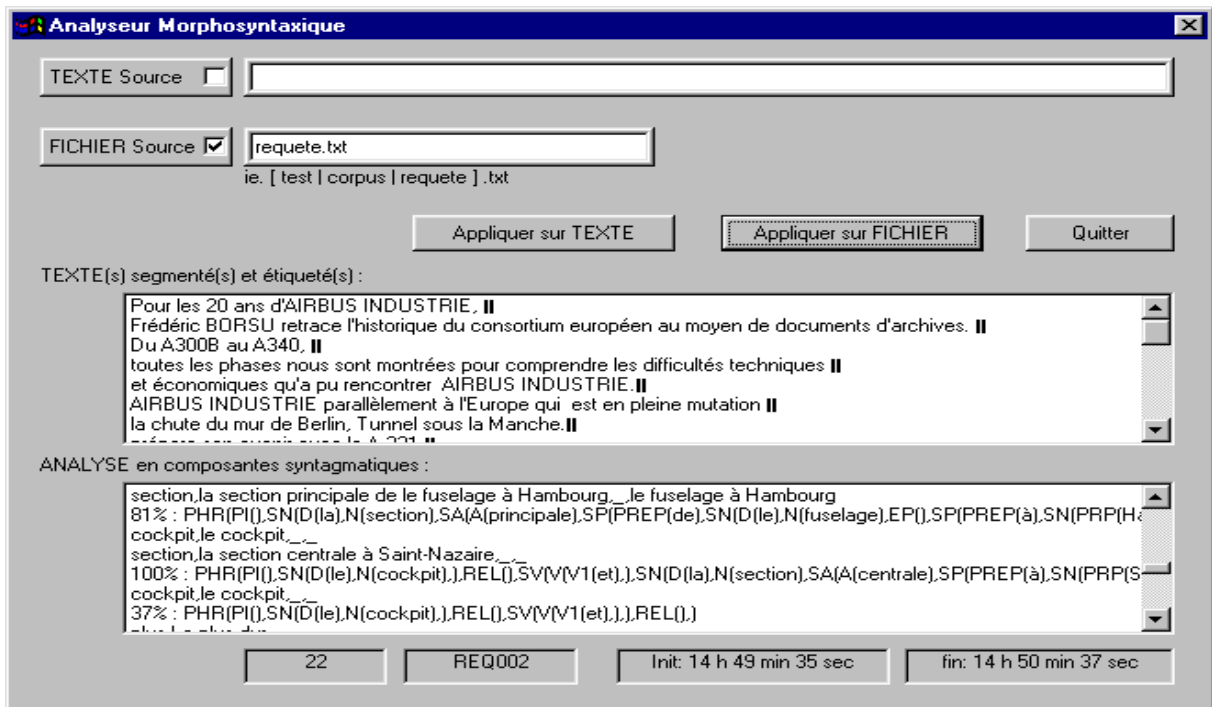 Analyseur Morphosyntaxique
TEXTE Source
FICHIER Source requete.txt
ie. [ test | corpus | requete ] .txt
Appliquer sur TEXTE Appliquer sur FICHIER Quitter
TEXTE(s) segmenté(s) et étiqueté(s) :
Pour les 20 ans d'AIRBUS INDUSTRIE, ||
Frédéric BORSU retrace l'historique du consortium européen au moyen de documents d'archives. ||
Du A300B au A340, ||
toutes les phases nous sont montrées pour comprendre les difficultés techniques ||
et économiques qu'a pu rencontrer AIRBUS INDUSTRIE.||
AIRBUS INDUSTRIE parallèlement à l'Europe qui est en pleine mutation ||
la chute du mur de Berlin, Tunnel sous la Manche.||
ANALYSE en composantes syntagmatiques :
section,la section principale de le fuselage à Hambourg,_,le fuselage à Hambourg
81% : PHR(PI(),SN(D(la),N(section),SA(A(principale),SP(PREP(de),SN(D(le),N(fuselage),EP(),SP(PREP(à),SN(PRP(Ha
cockpit,le cockpit,_,_
section,la section centrale à Saint-Nazaire,_,_
100% : PHR(PI(),SN(D(le),N(cockpit),),REL(),SV(V(V1(et),),SN(D(la),N(section),SA(A(centrale),SP(PREP(à),SN(PRP(S
cockpit,le cockpit,_,_
37% : PHR(PI(),SN(D(le),N(cockpit),),REL(),SV(V(V1(et),),),REL(),)
22 REQ002 Init: 14 h 49 min 35 sec fin: 14 h 50 min 37 sec